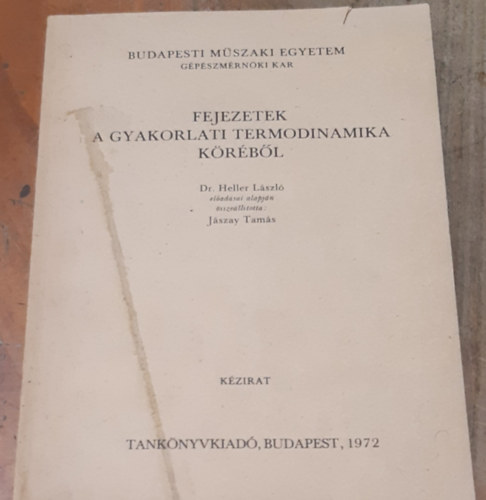 BUDAPESTI MŰSZAKI EGYETEM
GÉPÉSZMÉRNÖKI KAR
FEJEZETEK
A GYAKORLATI TERMODINAMIKA
KÖRÉBŐL
Dr. Heller László
előadásai alapján
összeállította:
Jászay Tamás
KÉZIRAT
TANKÖNYVKIADÓ, BUDAPEST, 1972